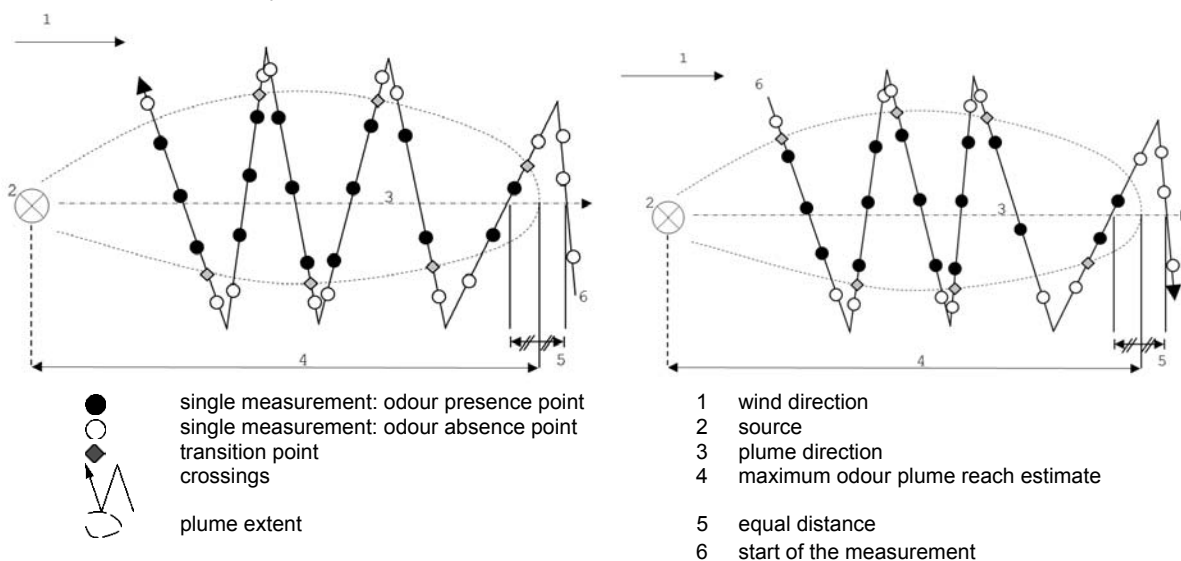 1
1
6
2
3
2
3
6
4
5
4
5
single measurement: odour presence point
single measurement: odour absence point
transition point
crossings
plume extent
1 wind direction
2 source
3 plume direction
4 maximum odour plume reach estimate
5 equal distance
6 start of the measurement